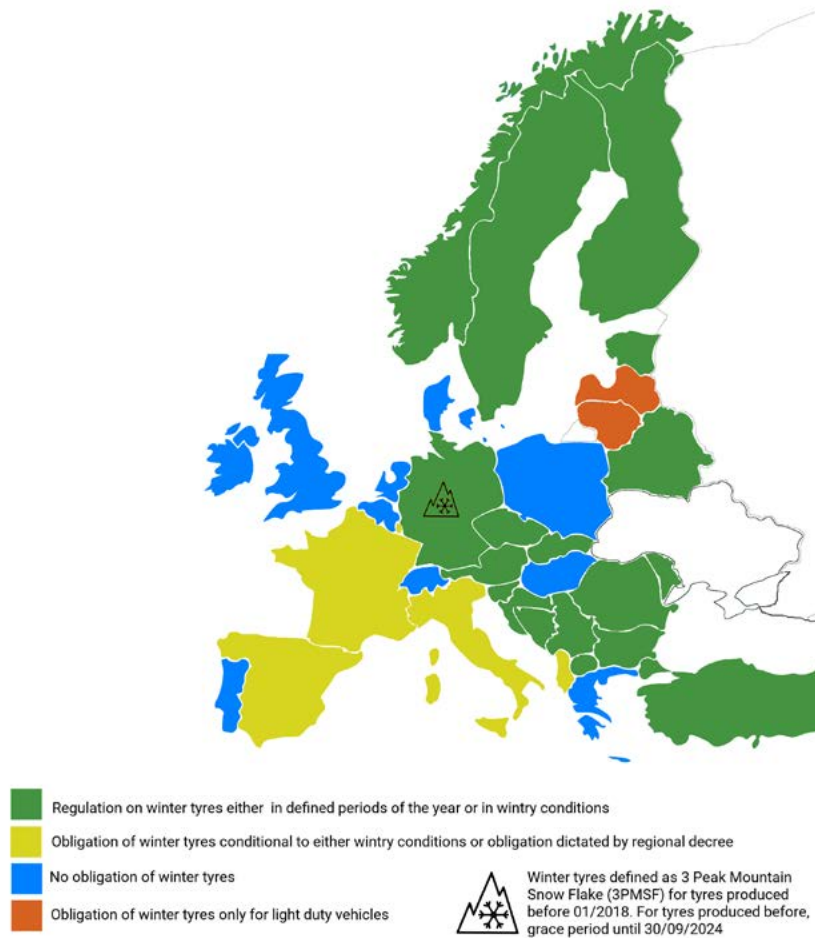 Regulation on winter tyres either in defined periods of the year or in wintry conditions
Obligation of winter tyres conditional to either wintry conditions or obligation dictated by regional decree
No obligation of winter tyres
Obligation of winter tyres only for light duty vehicles
Winter tyres defined as 3 Peak Mountain
Snow Flake (3PMSF) for tyres produced
before 01/2018. For tyres produced before,
grace period until 30/09/2024